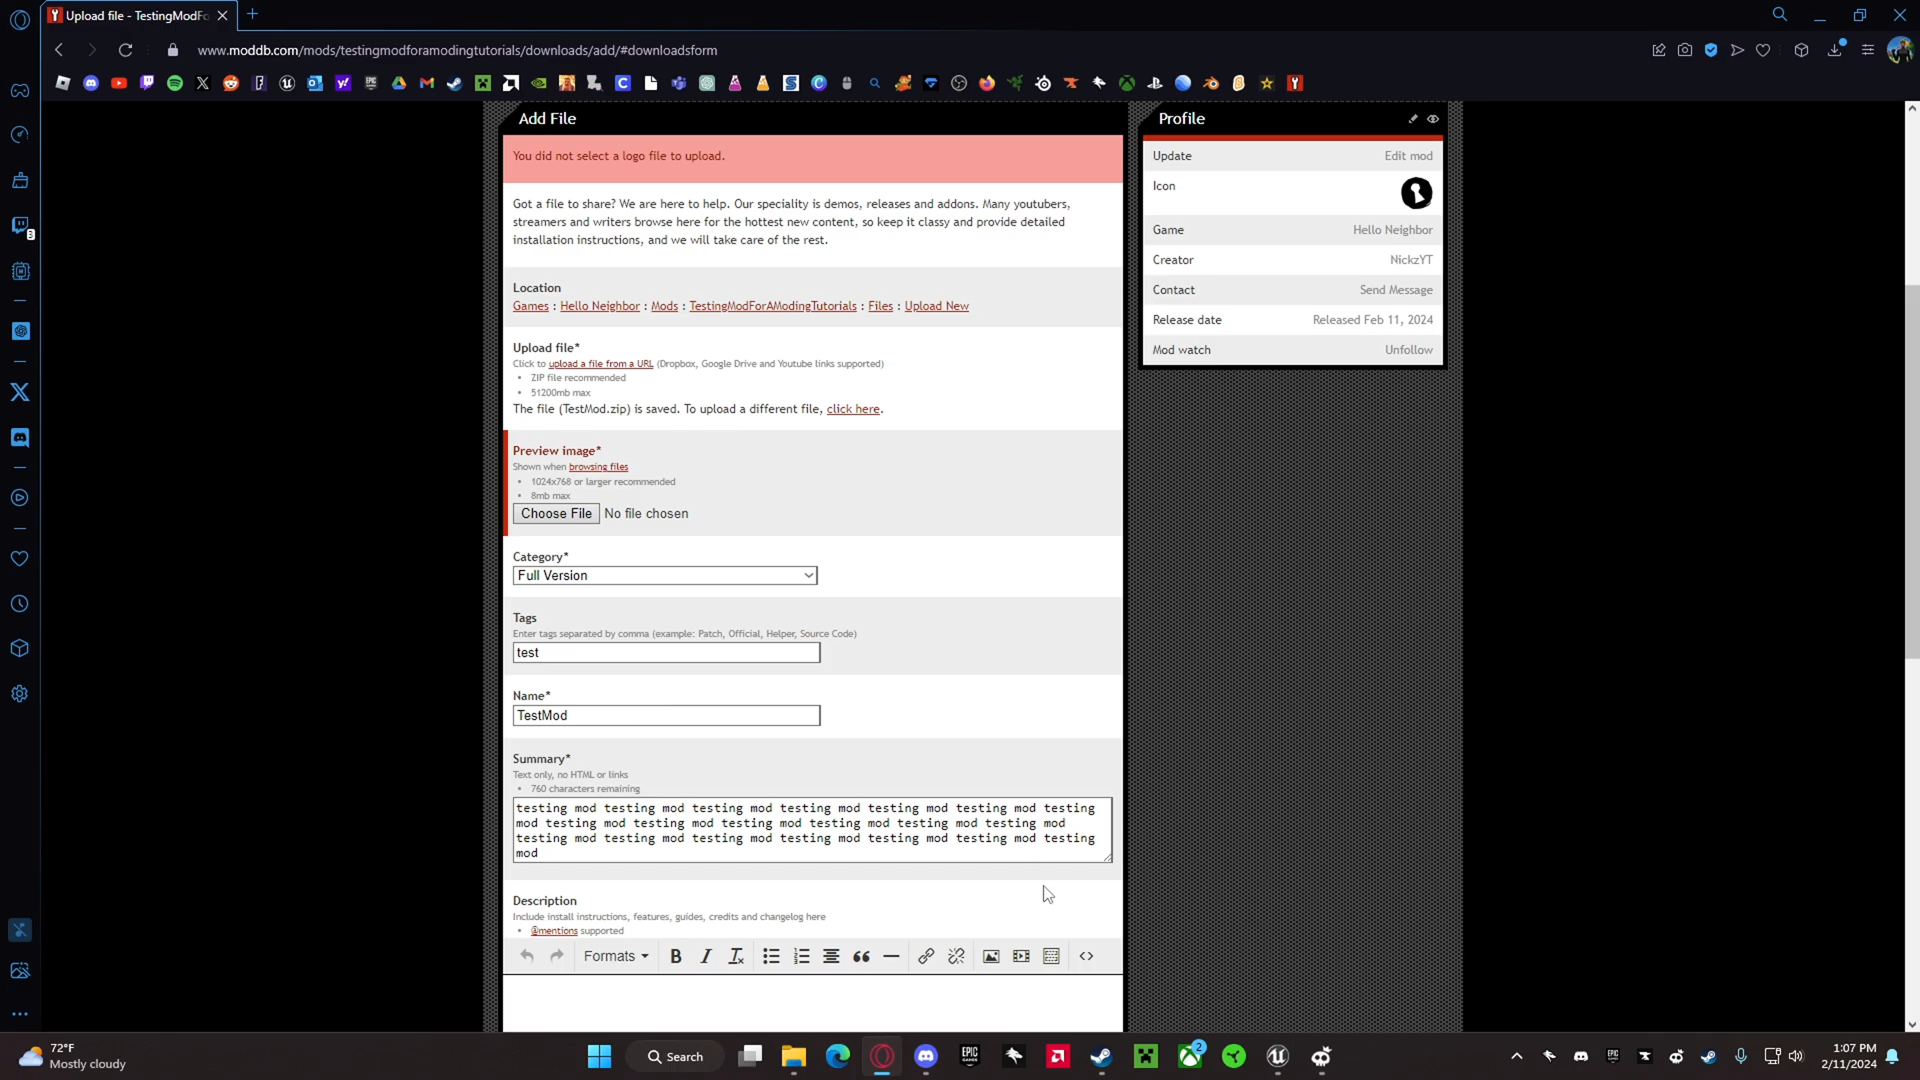 Upload file - TestingModFo
www.moddb.com/mods/testingmodforamodingtutorials/downloads/add/#downloadsform
Add File
You did not select a logo file to upload.
Got a file to share? We are here to help. Our speciality is demos, releases and addons. Many youtubers,
streamers and writers browse here for the hottest new content, so keep it classy and provide detailed
installation instructions, and we will take care of the rest.
Location
Games : Hello Neighbor : Mods : TestingModForAModingTutorials : Files : Upload New
Upload file*
Click to upload a file from a URL (Dropbox, Google Drive and Youtube links supported)
• ZIP file recommended
• 51200mb max
The file (TestMod.zip) is saved. To upload a different file, click here.
Preview image*
Shown when browsing files
• 1024x768 or larger recommended
• 8mb max
Choose File No file chosen
Category*
Full Version
Tags
Enter tags separated by comma (example: Patch, Official, Helper, Source Code)
test
Name*
TestMod
Summary*
Text only, no HTML or links
• 760 characters remaining
testing mod testing mod testing mod testing mod testing mod testing mod testing
mod testing mod testing mod testing mod testing mod testing mod testing mod
testing mod testing mod testing mod testing mod testing mod testing mod testing
mod
Description
Include install instructions, features, guides, credits and changelog here
• @mentions supported
Formats B I
Profile
Update Edit mod
Icon
Game Hello Neighbor
Creator NickzYT
Contact Send Message
Release date Released Feb 11, 2024
Mod watch Unfollow
3
72°F
Mostly cloudy
Search
EPIC GAMES
2
1:07 PM
2/11/2024